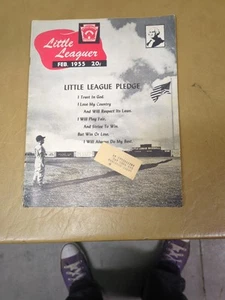 Little
Leaguer
FEB. 1955 20¢
LITTLE LEAGUE PLEDGE
I Trust in God
I Love My Country
And Will Respect Its Laws
I Will Play Fair
And Strive To Win
But Win Or Lose
I Will Always Do My Best